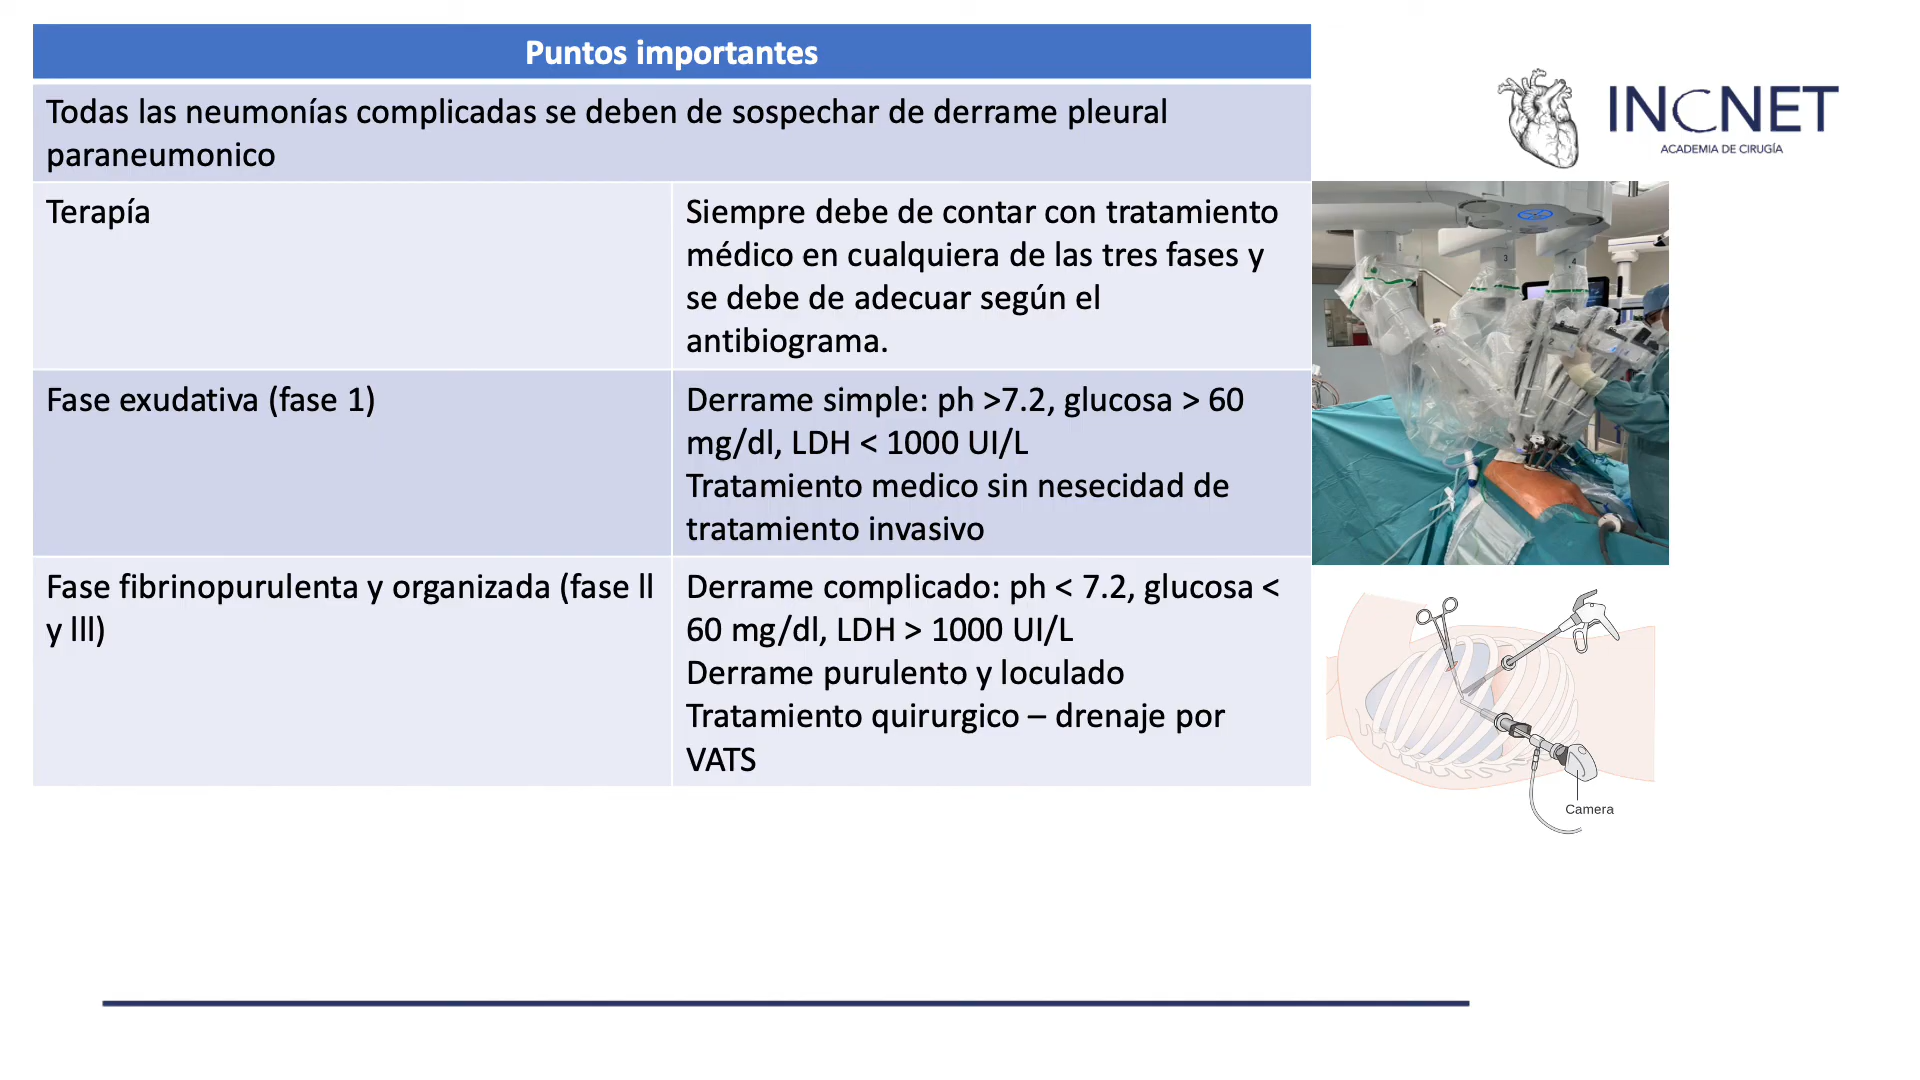 Puntos importantes
Todas las neumonías complicadas se deben de sospechar de derrame pleural
paraneumonico
Terapía
Siempre debe de contar con tratamiento
médico en cualquiera de las tres fases y
se debe de adecuar según el
antibiograma.
Fase exudativa (fase 1)
Derrame simple: ph >7.2, glucosa > 60
mg/dl, LDH < 1000 UI/L
Tratamiento medico sin nesecidad de
tratamiento invasivo
Fase fibrinopurulenta y organizada (fase ll
y lll)
Derrame complicado: ph < 7.2, glucosa <
60 mg/dl, LDH > 1000 UI/L
Derrame purulento y loculado
Tratamiento quirurgico – drenaje por
VATS
INCNET
ACADEMIA DE CIRUGÍA
3
4
Camera